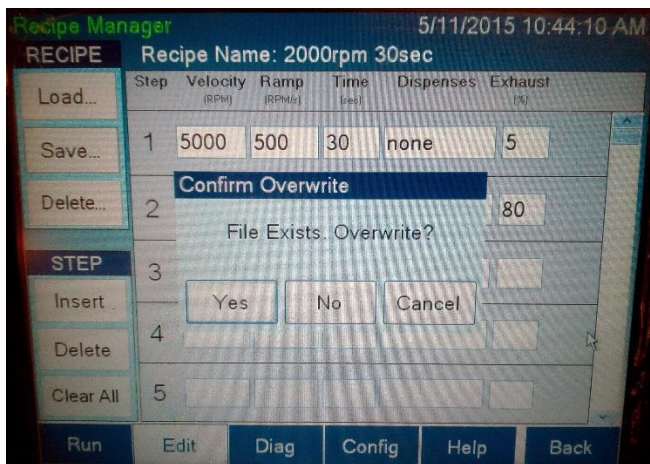 Recipe Manager 5/11/2015 10:44:10 AM
RECIPE Recipe Name: 2000rpm 30sec
Step Velocity (RPM) Ramp (RPM/s) Time (sec) Dispenses Exhaust (%)
Load...
1 5000 500 30 none 5
Save...
Confirm Overwrite
Delete...
2 80
File Exists. Overwrite?
STEP
3
Insert
Yes No Cancel
4
Delete
Clear All
5
Run Edit Diag Config Help Back